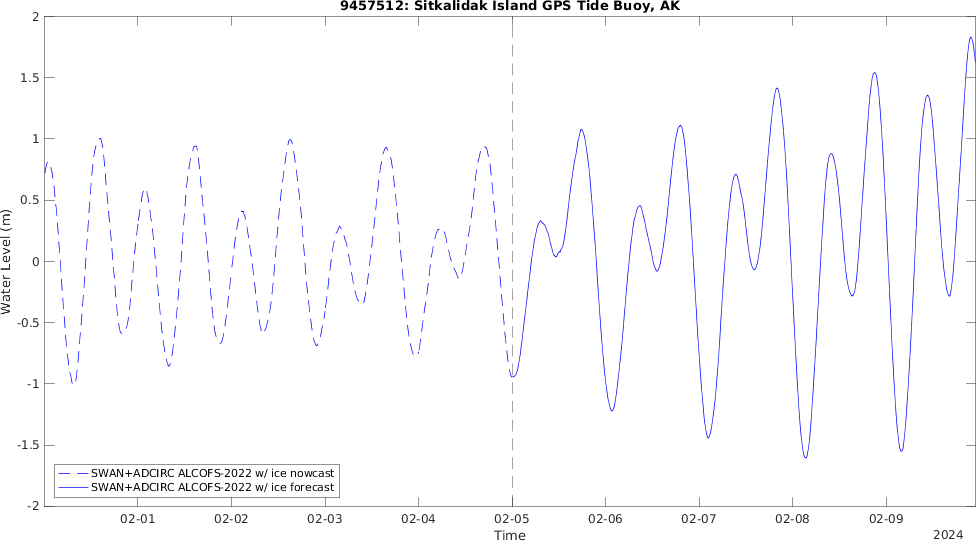 9457512: Sitkalidak Island GPS Tide Buoy, AK
2
1.5
1
0.5
0
-0.5
-1
-1.5
-2
Water Level (m)
SWAN+ADCIRC ALCOFS-2022 w/ ice nowcast
SWAN+ADCIRC ALCOFS-2022 w/ ice forecast
02-01 02-02 02-03 02-04 02-05 02-06 02-07 02-08 02-09
Time
2024